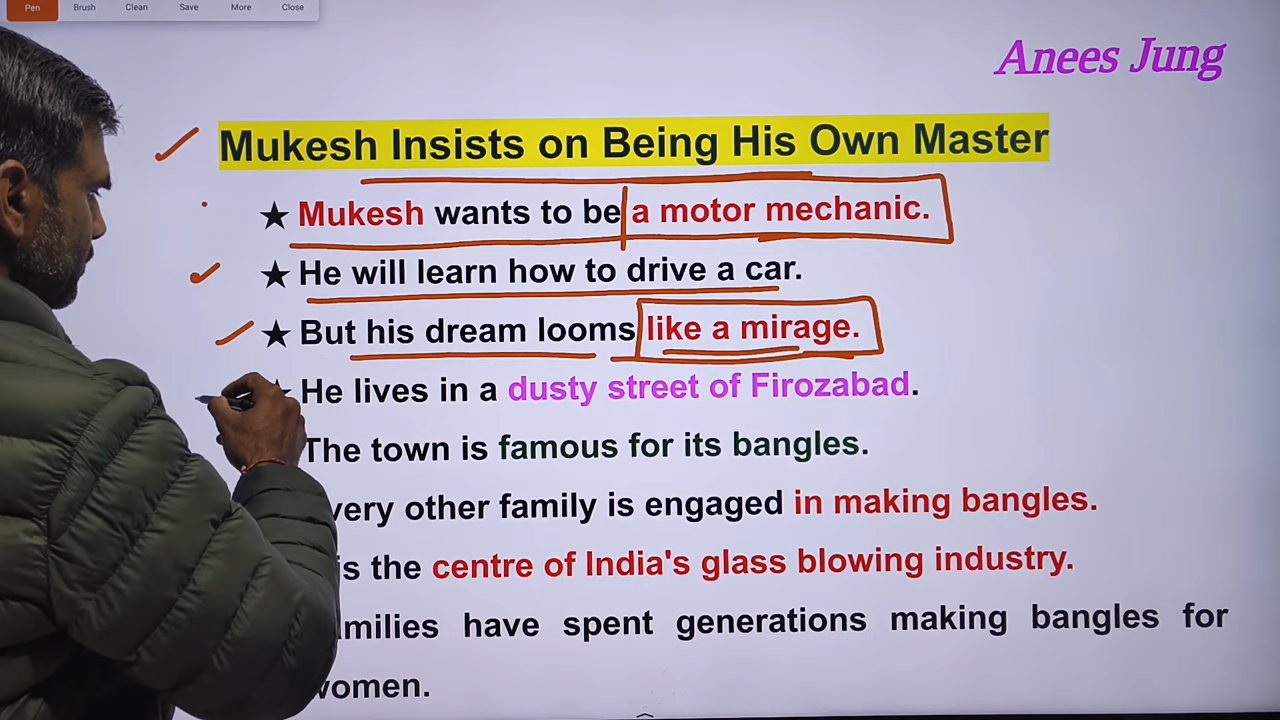 Pen Brush Clean Save More Close
Anees Jung
Mukesh Insists on Being His Own Master
★ Mukesh wants to be a motor mechanic.
★ He will learn how to drive a car.
★ But his dream looms like a mirage.
He lives in a dusty street of Firozabad.
The town is famous for its bangles.
very other family is engaged in making bangles.
is the centre of India's glass blowing industry.
milies have spent generations making bangles for
women.